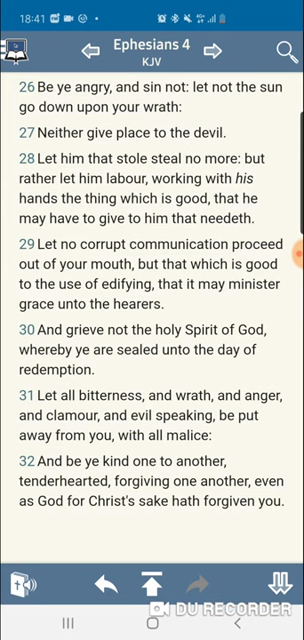 18:41
Ephesians 4
KJV
26 Be ye angry, and sin not: let not the sun
go down upon your wrath:
27 Neither give place to the devil.
28 Let him that stole steal no more: but
rather let him labour, working with his
hands the thing which is good, that he
may have to give to him that needeth.
29 Let no corrupt communication proceed
out of your mouth, but that which is good
to the use of edifying, that it may minister
grace unto the hearers.
30 And grieve not the holy Spirit of God,
whereby ye are sealed unto the day of
redemption.
31 Let all bitterness, and wrath, and anger,
and clamour, and evil speaking, be put
away from you, with all malice:
32 And be ye kind one to another,
tenderhearted, forgiving one another, even
as God for Christ's sake hath forgiven you.
DU RECORDER